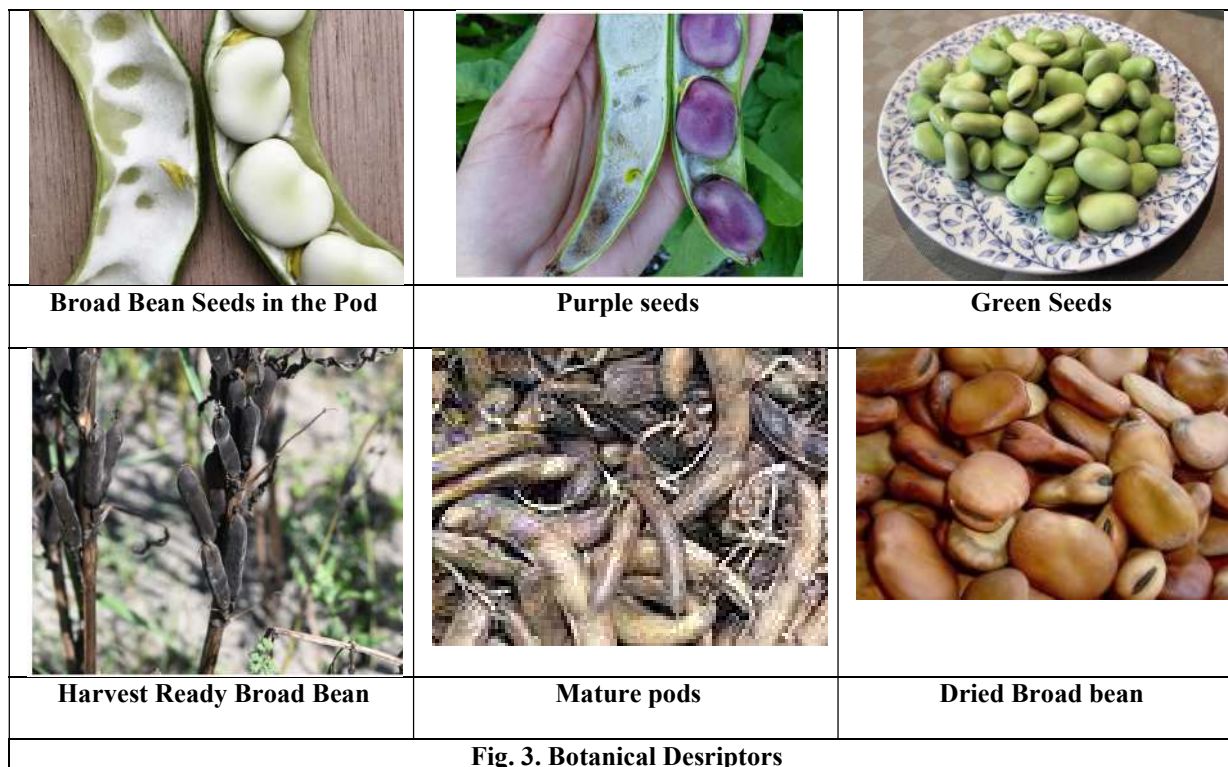 Broad Bean Seeds in the Pod
Purple seeds
Green Seeds
Harvest Ready Broad Bean
Mature pods
Dried Broad bean
Fig. 3. Botanical Desriptors